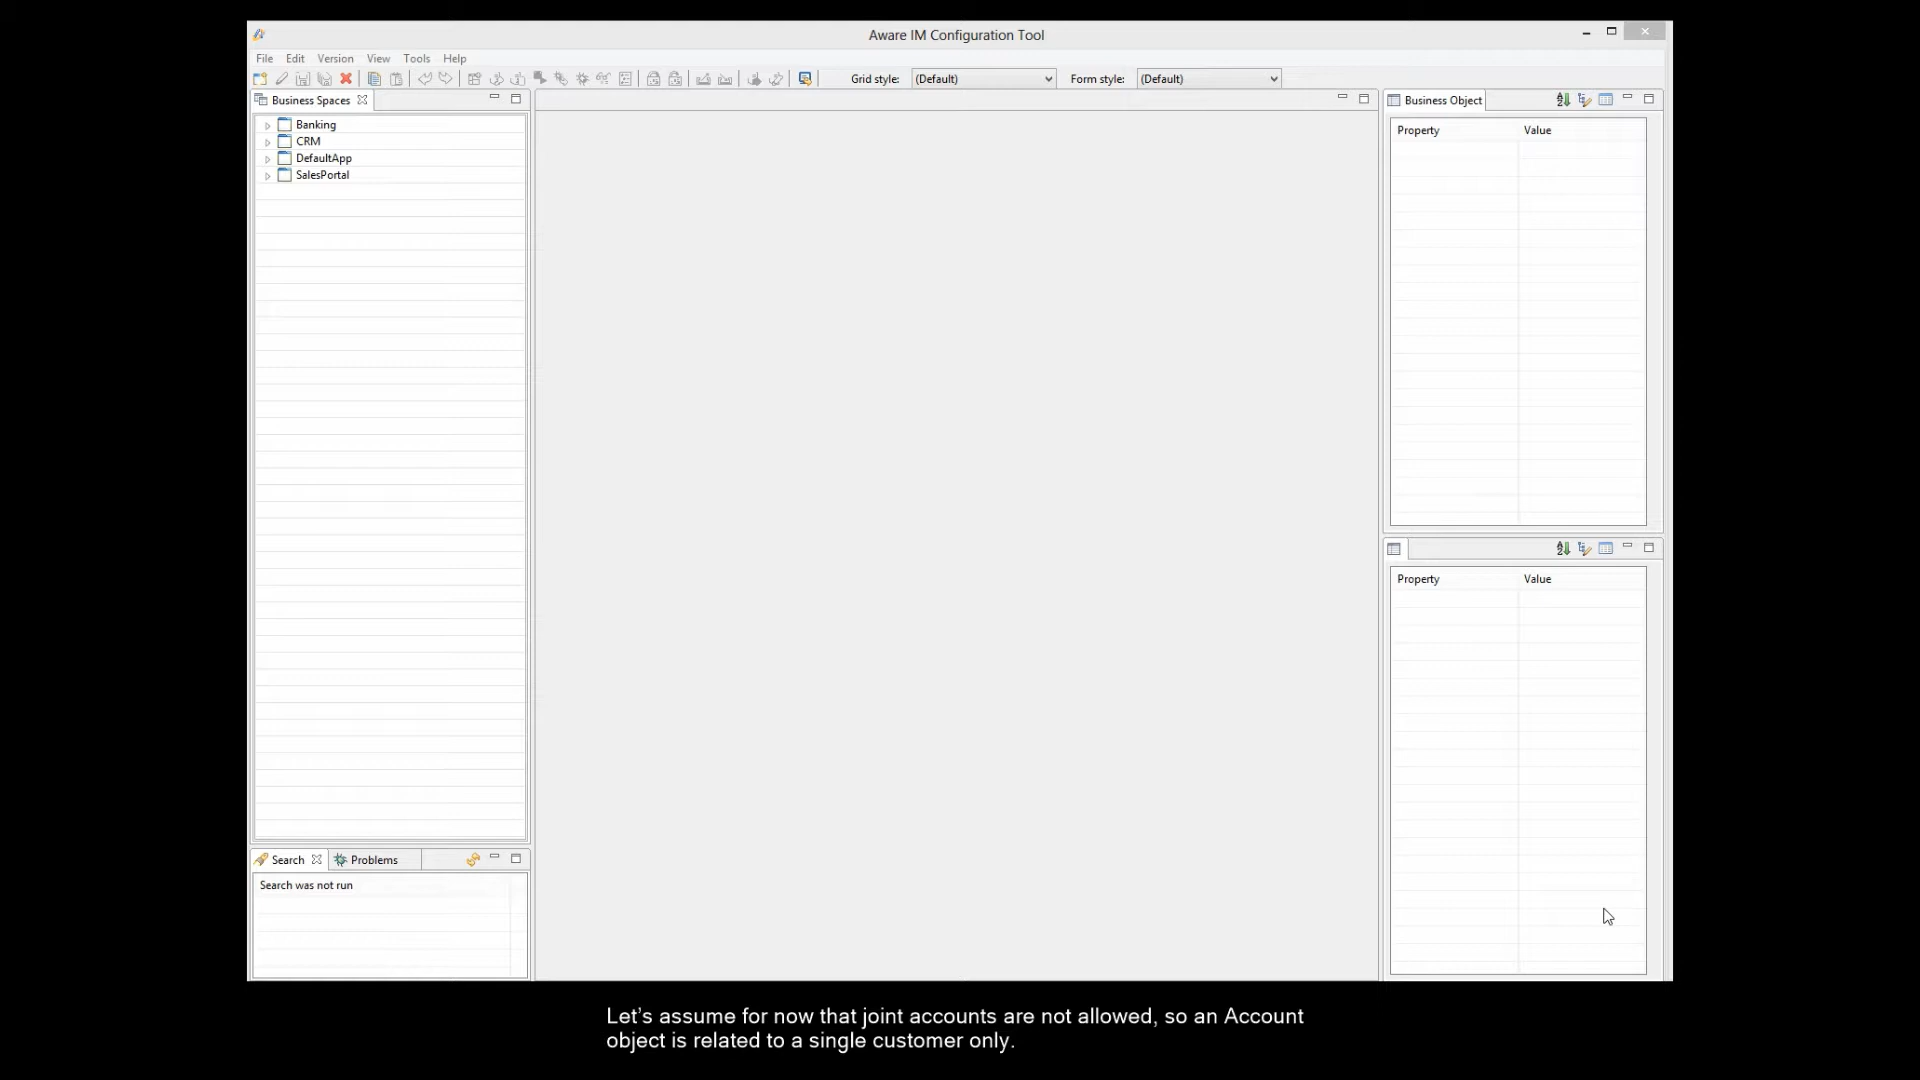 Aware IM Configuration Tool
File Edit Version View Tools Help
Grid style: (Default) Form style: (Default)
Business Spaces
Banking
CRM
DefaultApp
SalesPortal
Search Problems
Search was not run
Business Object
Property Value
Property Value
Let’s assume for now that joint accounts are not allowed, so an Account
object is related to a single customer only.